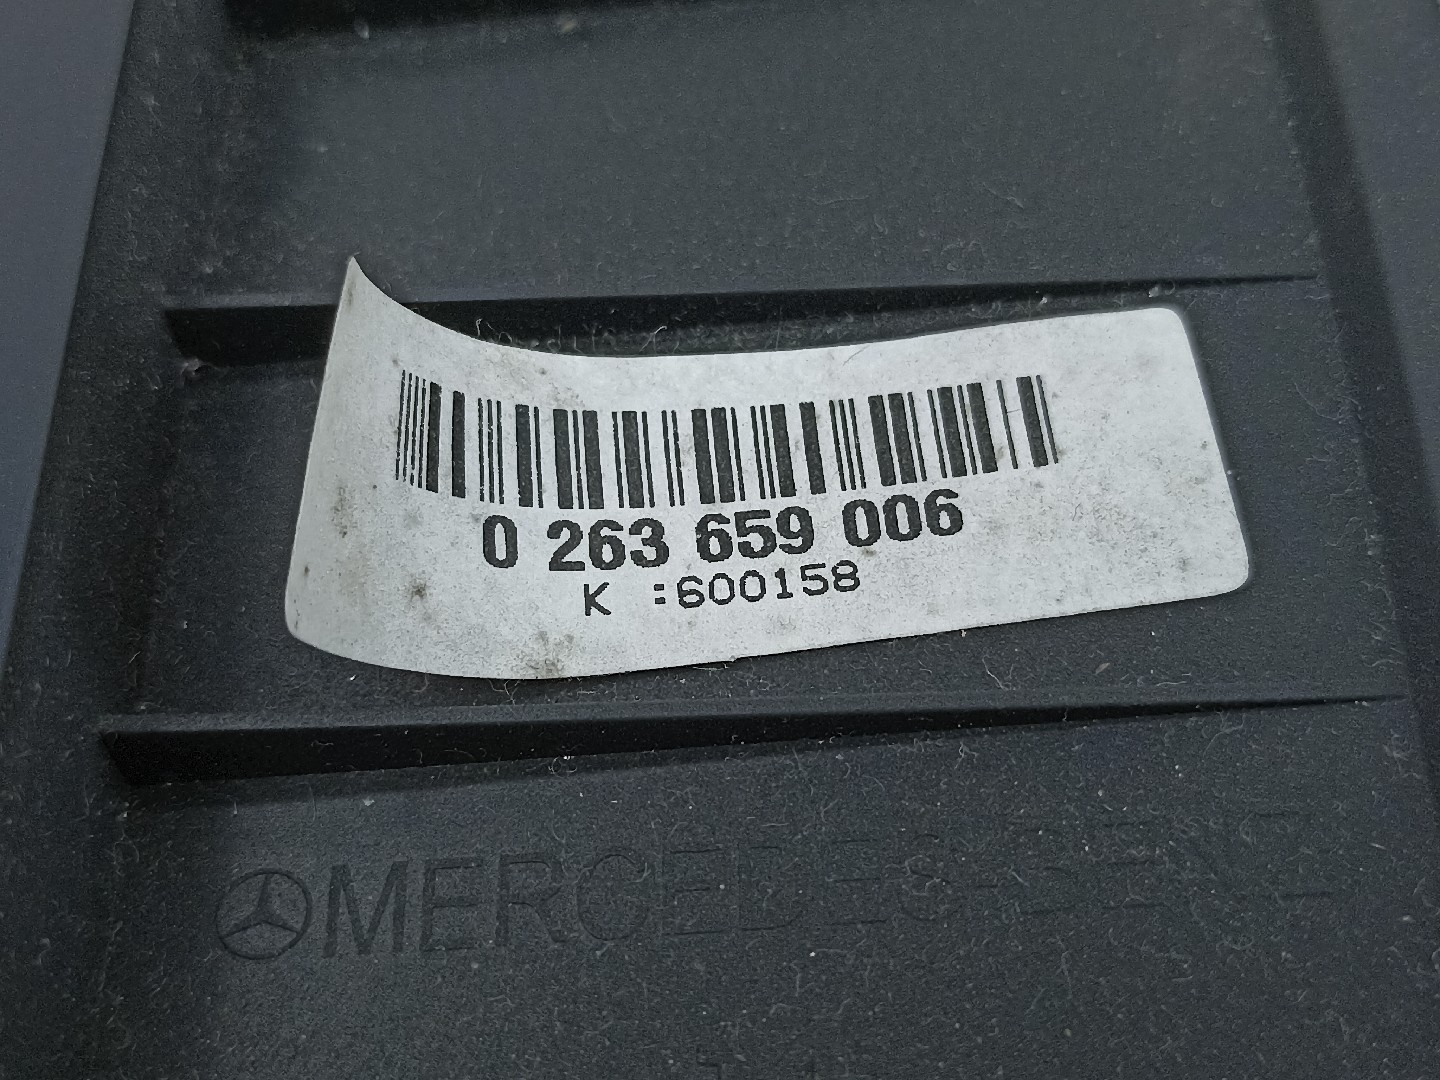 0 263 659 006
K :600158
MERCEDES-BENZ